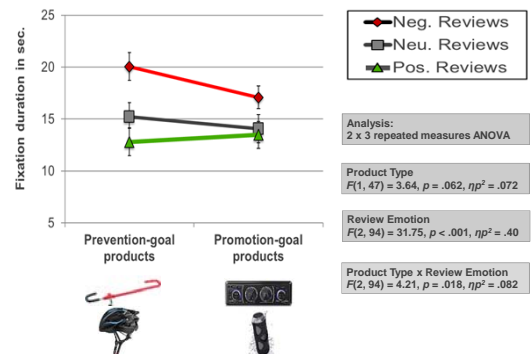 25
20
15
10
5
Fixation duration in sec.
Prevention-goal
products
Promotion-goal
products
Neg. Reviews
Neu. Reviews
Pos. Reviews
Analysis:
2 x 3 repeated measures ANOVA
Product Type
F(1, 47) = 3.64, p = .062, ηp² = .072
Review Emotion
F(2, 94) = 31.75, p < .001, ηp² = .40
Product Type x Review Emotion
F(2, 94) = 4.21, p = .018, ηp² = .082